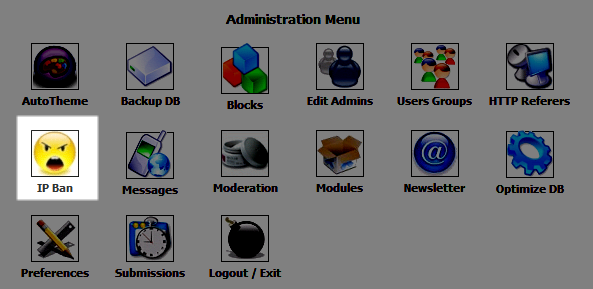 Administration Menu
AutoTheme
Backup DB
Blocks
Edit Admins
Users Groups
HTTP Referers
IP Ban
Messages
Moderation
Modules
Newsletter
Optimize DB
Preferences
Submissions
Logout / Exit